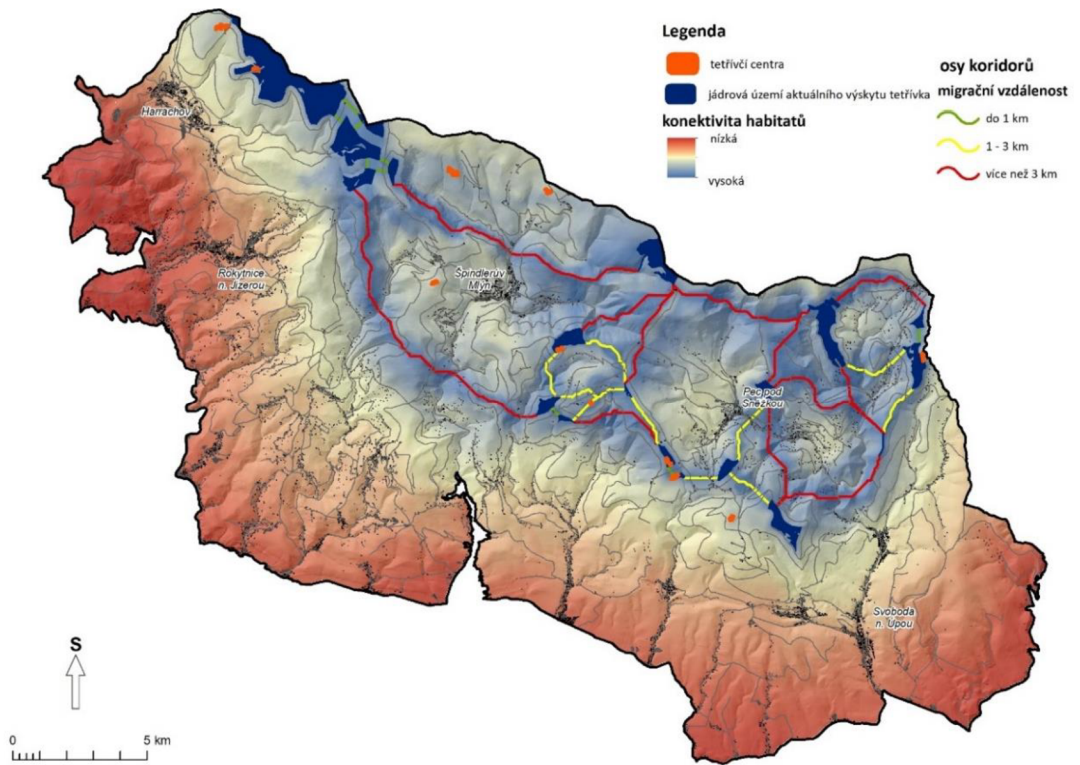 Legenda
tetřívčí centra
jádrová území aktuálního výskytu tetřívka
konektivita habitatů
nízká
vysoká
osy koridorů
migrační vzdálenost
do 1 km
1 - 3 km
více než 3 km
Harrachov
Rokytnice
n. Jizerou
Špindlerův
Mlýn
Pec pod
Sněžkou
Svoboda
n. Úpou
S
0
5 km